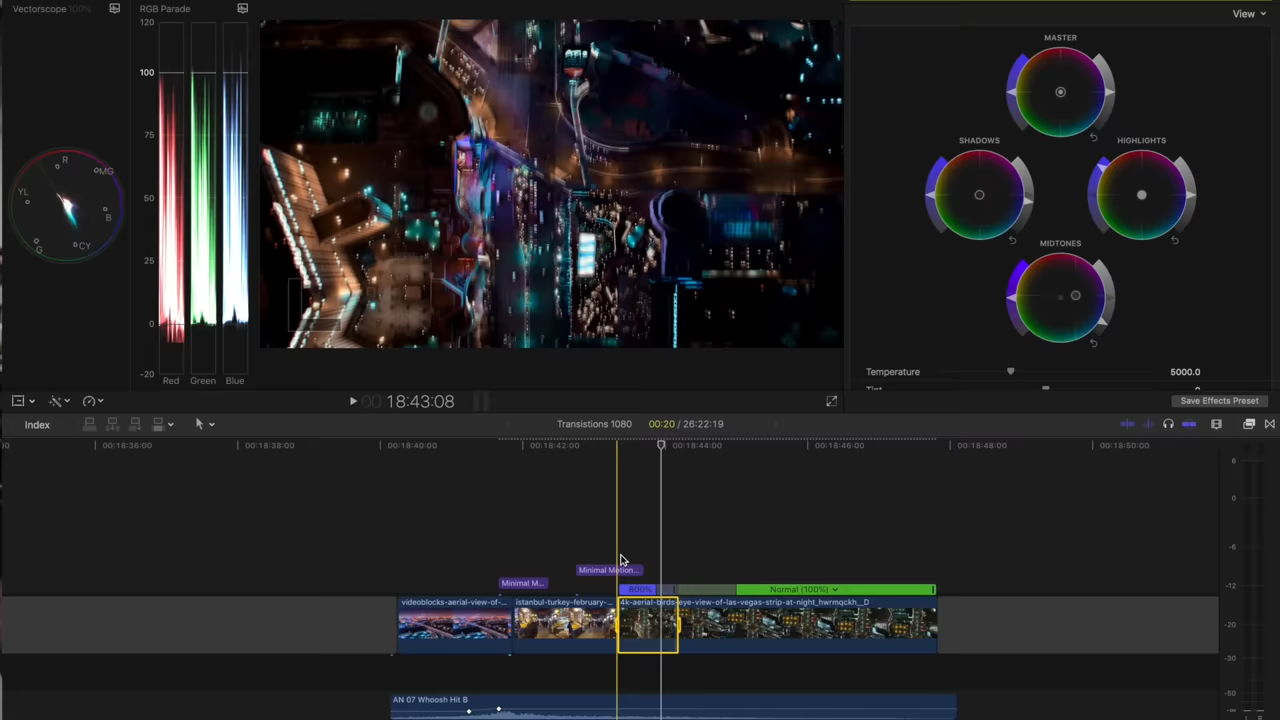 Vectorscope 100%
RGB Parade
View
120
100
75
50
25
0
-20
Red Green Blue
R
MG
YL
B
G
CY
MASTER
SHADOWS
HIGHLIGHTS
MIDTONES
Temperature 5000.0
18:43:08
Save Effects Preset
Index
Transistions 1080
00:20 / 26:22:19
00:18:36:00
00:18:38:00
00:18:40:00
00:18:42:00
00:18:44:00
00:18:46:00
00:18:48:00
00:18:50:00
6
0
-6
-12
-20
-30
-50
-∞
Minimal Motion...
Minimal M...
800%
Normal (100%)
videoblocks-aerial-view-of-...
istanbul-turkey-february-...
4k-aerial-birds-eye-view-of-las-vegas-strip-at-night_hwrmqckh__D
AN 07 Whoosh Hit B